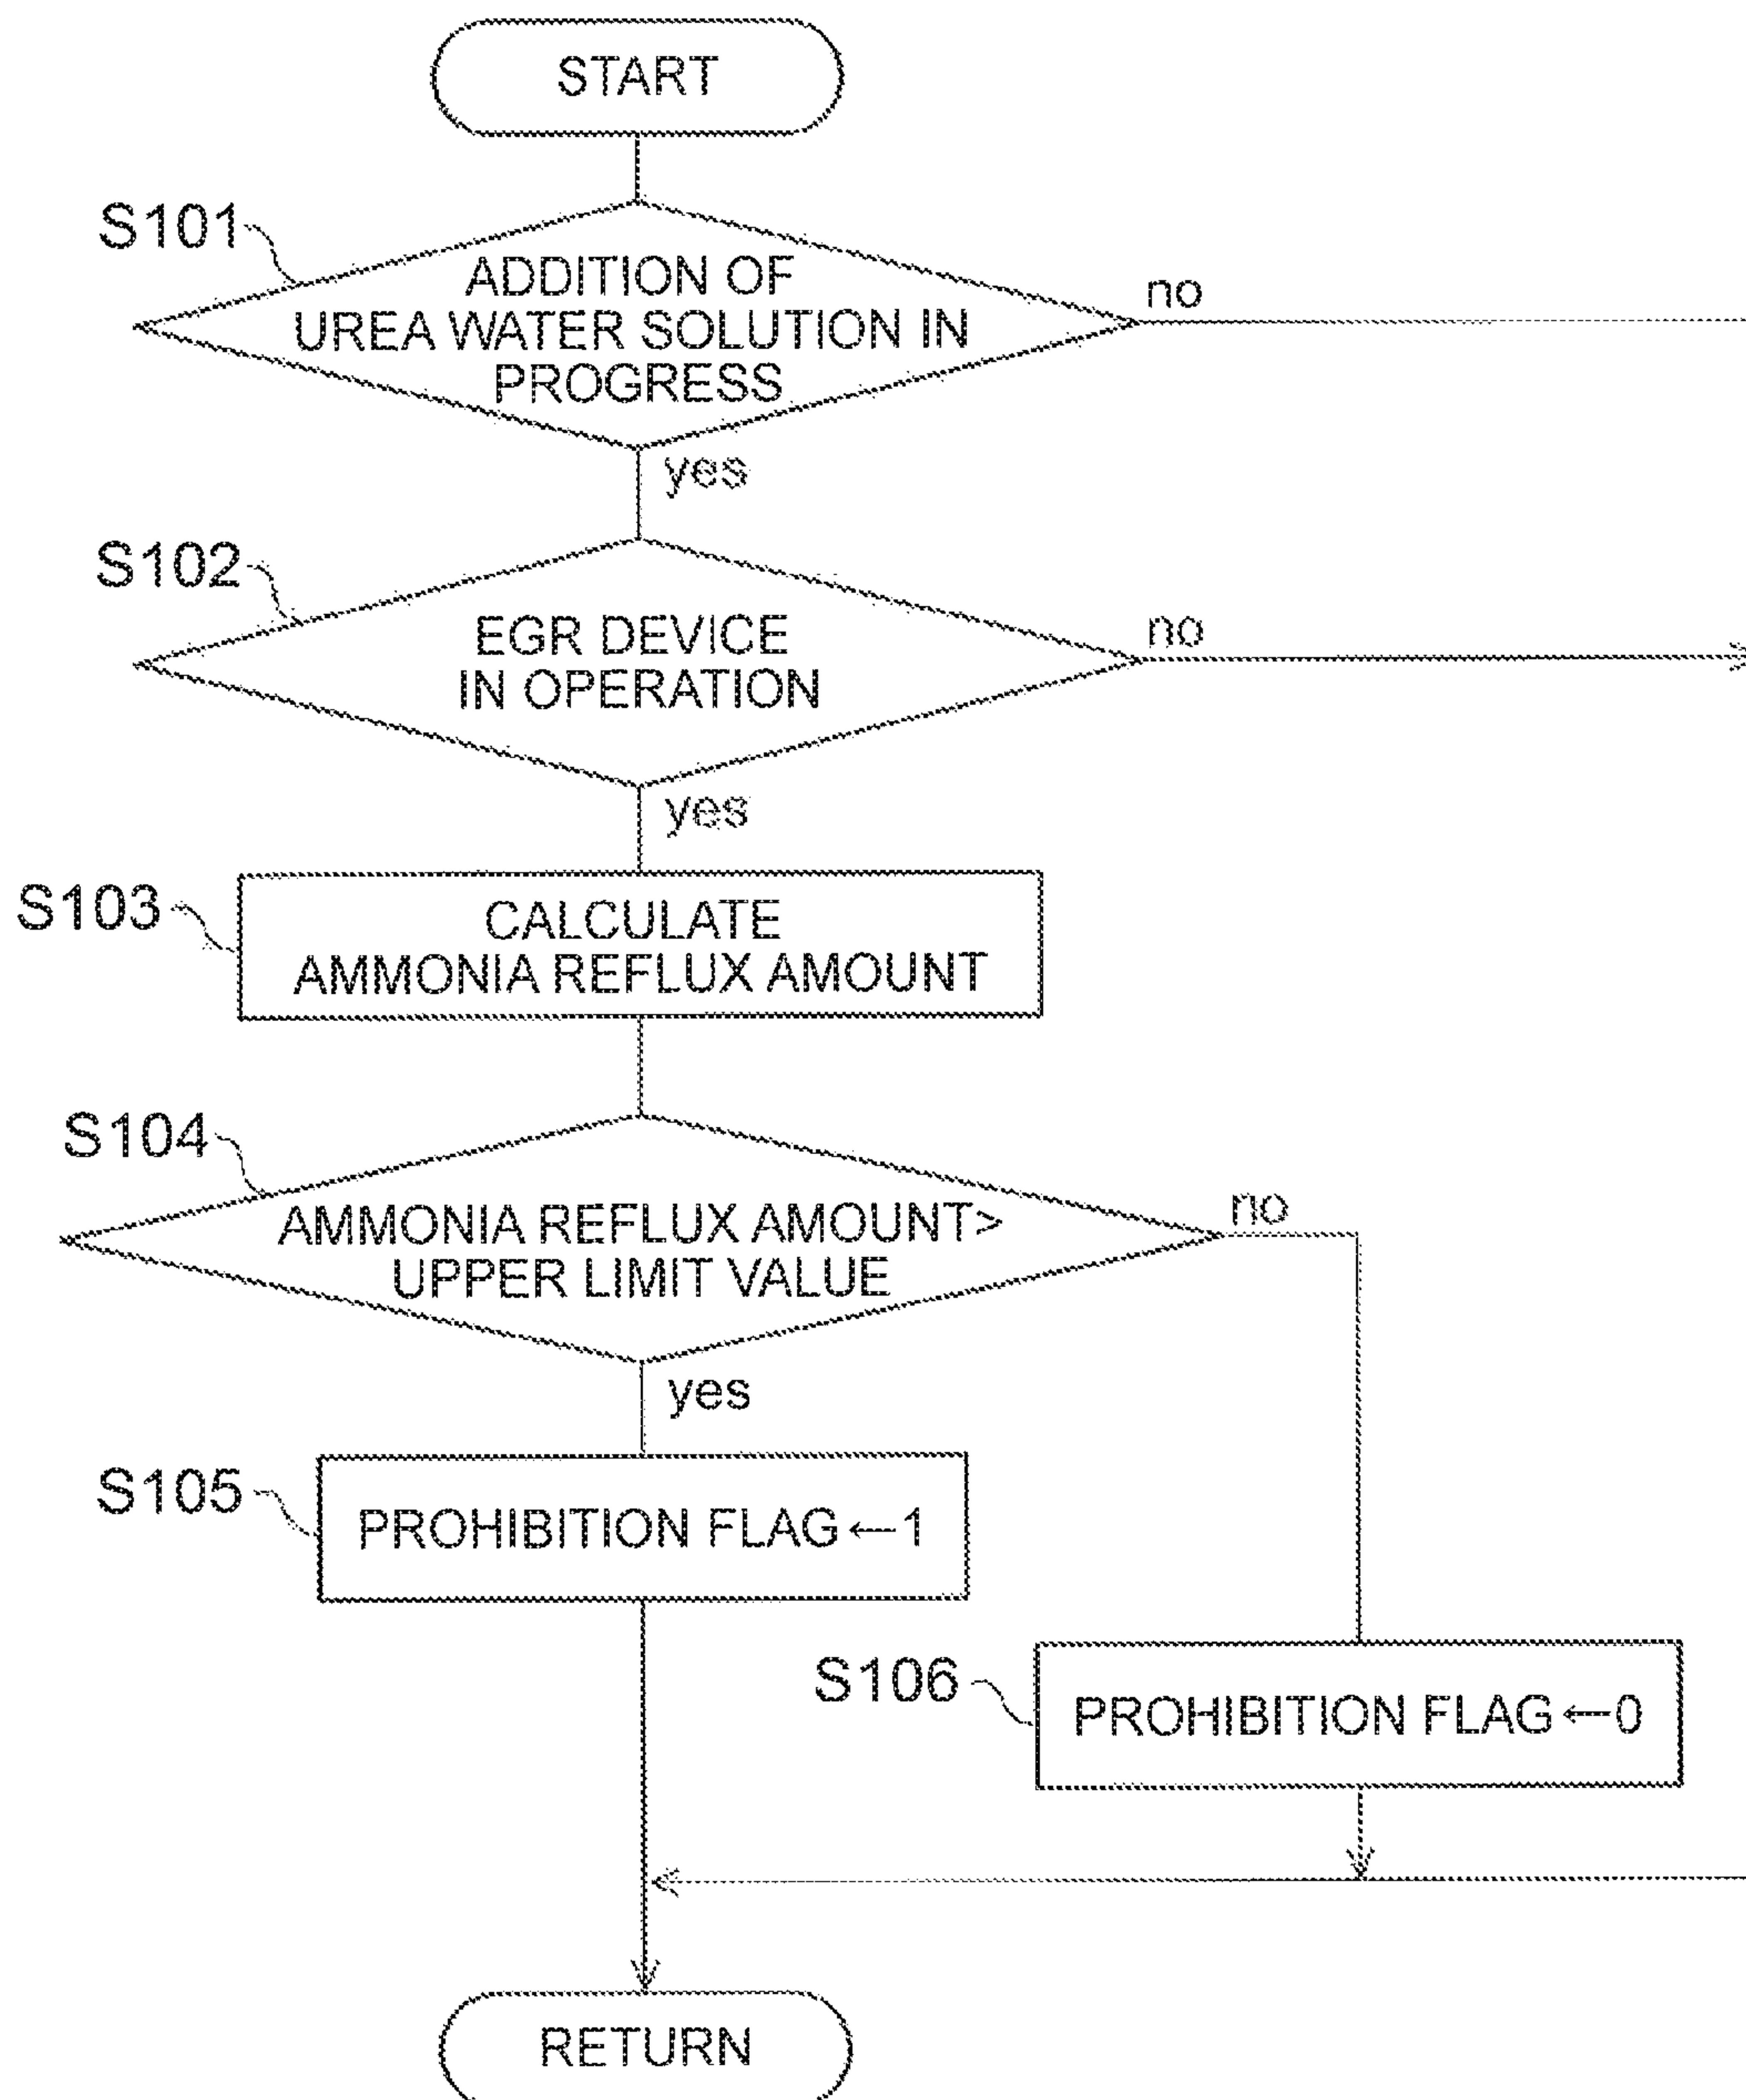 START
S101
ADDITION OF
UREA WATER SOLUTION IN
PROGRESS
no
yes
S102
EGR DEVICE
IN OPERATION
no
yes
S103
CALCULATE
AMMONIA REFLUX AMOUNT
S104
AMMONIA REFLUX AMOUNT>
UPPER LIMIT VALUE
no
yes
S105
PROHIBITION FLAG←1
S106
PROHIBITION FLAG←0
RETURN